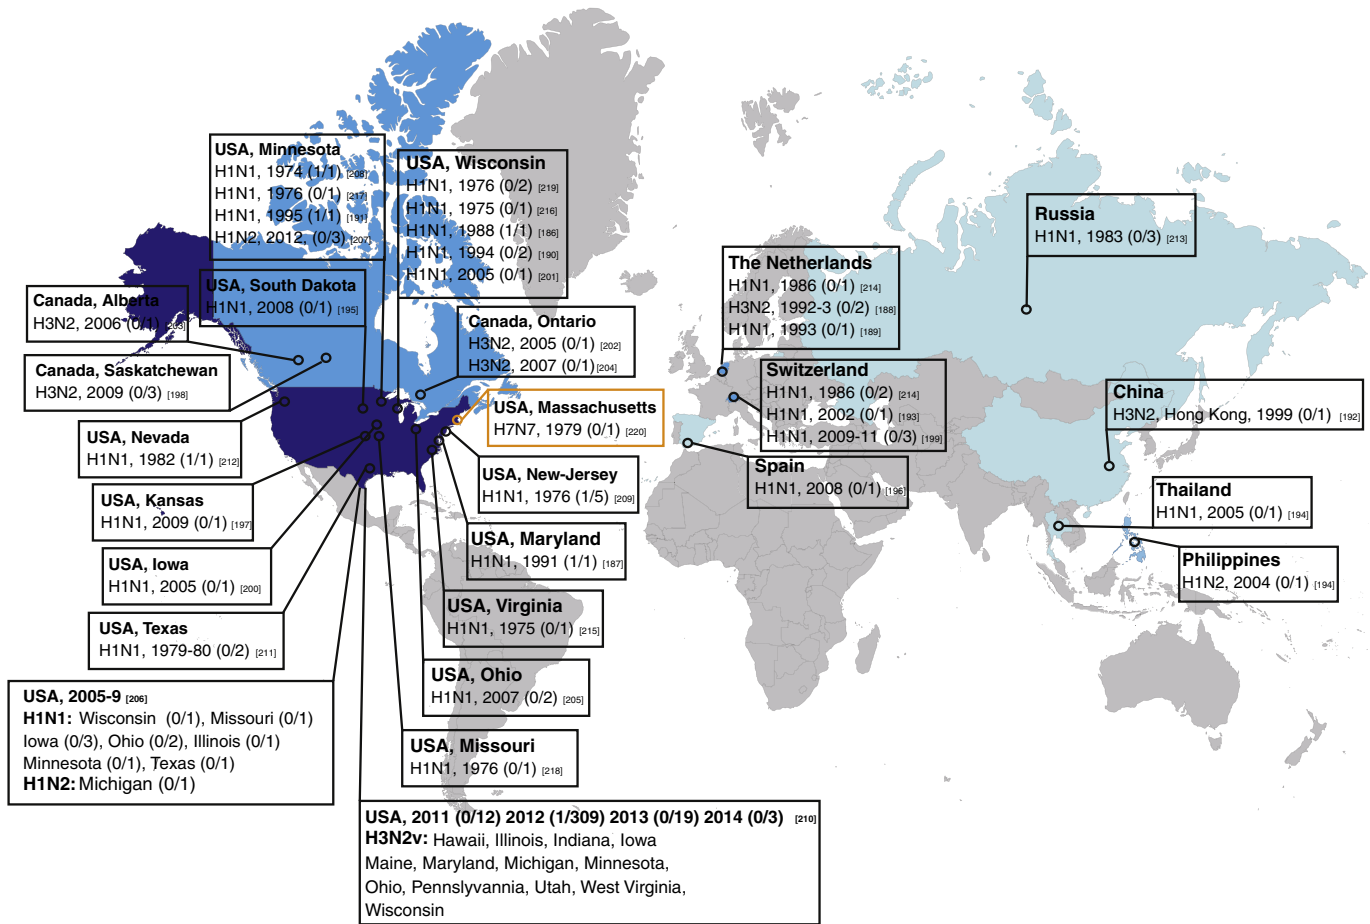 USA, Minnesota
H1N1, 1974 (1/1) [208]
H1N1, 1976 (0/1) [217]
H1N1, 1995 (1/1) [191]
H1N2, 2012, (0/3) [207]
USA, Wisconsin
H1N1, 1976 (0/2) [219]
H1N1, 1975 (0/1) [216]
H1N1, 1988 (1/1) [186]
H1N1, 1994 (0/2) [190]
H1N1, 2005 (0/1) [201]
Russia
H1N1, 1983 (0/3) [213]
The Netherlands
H1N1, 1986 (0/1) [214]
H3N2, 1992-3 (0/2) [188]
H1N1, 1993 (0/1) [189]
Canada, Alberta
H3N2, 2006 (0/1) [203]
USA, South Dakota
H1N1, 2008 (0/1) [195]
Canada, Ontario
H3N2, 2005 (0/1) [202]
H3N2, 2007 (0/1) [204]
Canada, Saskatchewan
H3N2, 2009 (0/3) [198]
Switzerland
H1N1, 1986 (0/2) [214]
H1N1, 2002 (0/1) [193]
H1N1, 2009-11 (0/3) [199]
China
H3N2, Hong Kong, 1999 (0/1) [192]
USA, Massachusetts
H7N7, 1979 (0/1) [220]
USA, Nevada
H1N1, 1982 (1/1) [212]
USA, New-Jersey
H1N1, 1976 (1/5) [209]
Spain
H1N1, 2008 (0/1) [196]
Thailand
H1N1, 2005 (0/1) [194]
USA, Kansas
H1N1, 2009 (0/1) [197]
USA, Maryland
H1N1, 1991 (1/1) [187]
Philippines
H1N2, 2004 (0/1) [194]
USA, Iowa
H1N1, 2005 (0/1) [200]
USA, Virginia
H1N1, 1975 (0/1) [215]
USA, Texas
H1N1, 1979-80 (0/2) [211]
USA, Ohio
H1N1, 2007 (0/2) [205]
USA, 2005-9 [206]
H1N1: Wisconsin (0/1), Missouri (0/1)
Iowa (0/3), Ohio (0/2), Illinois (0/1)
Minnesota (0/1), Texas (0/1)
H1N2: Michigan (0/1)
USA, Missouri
H1N1, 1976 (0/1) [218]
USA, 2011 (0/12) 2012 (1/309) 2013 (0/19) 2014 (0/3) [210]
H3N2v: Hawaii, Illinois, Indiana, Iowa
Maine, Maryland, Michigan, Minnesota,
Ohio, Pennslyvannia, Utah, West Virginia,
Wisconsin